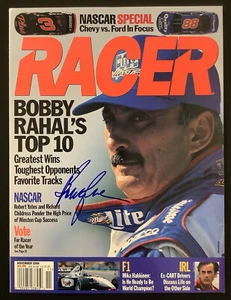 NASCAR SPECIAL
Chevy vs. Ford In Focus
3
88
RACER
BOBBY
RAHAL'S
TOP 10
Greatest Wins
Toughest Opponents
Favorite Tracks
NASCAR
Robert Yates and Richard
Childress Ponder the High Price
of Winston Cup Success
Vote
For Racer
of the Year
Lite
F1
Mika Hakkinen:
Is He Ready to Be
World Champion?
IRL
Ex-CART Drivers
Discuss Life on
the Other Side